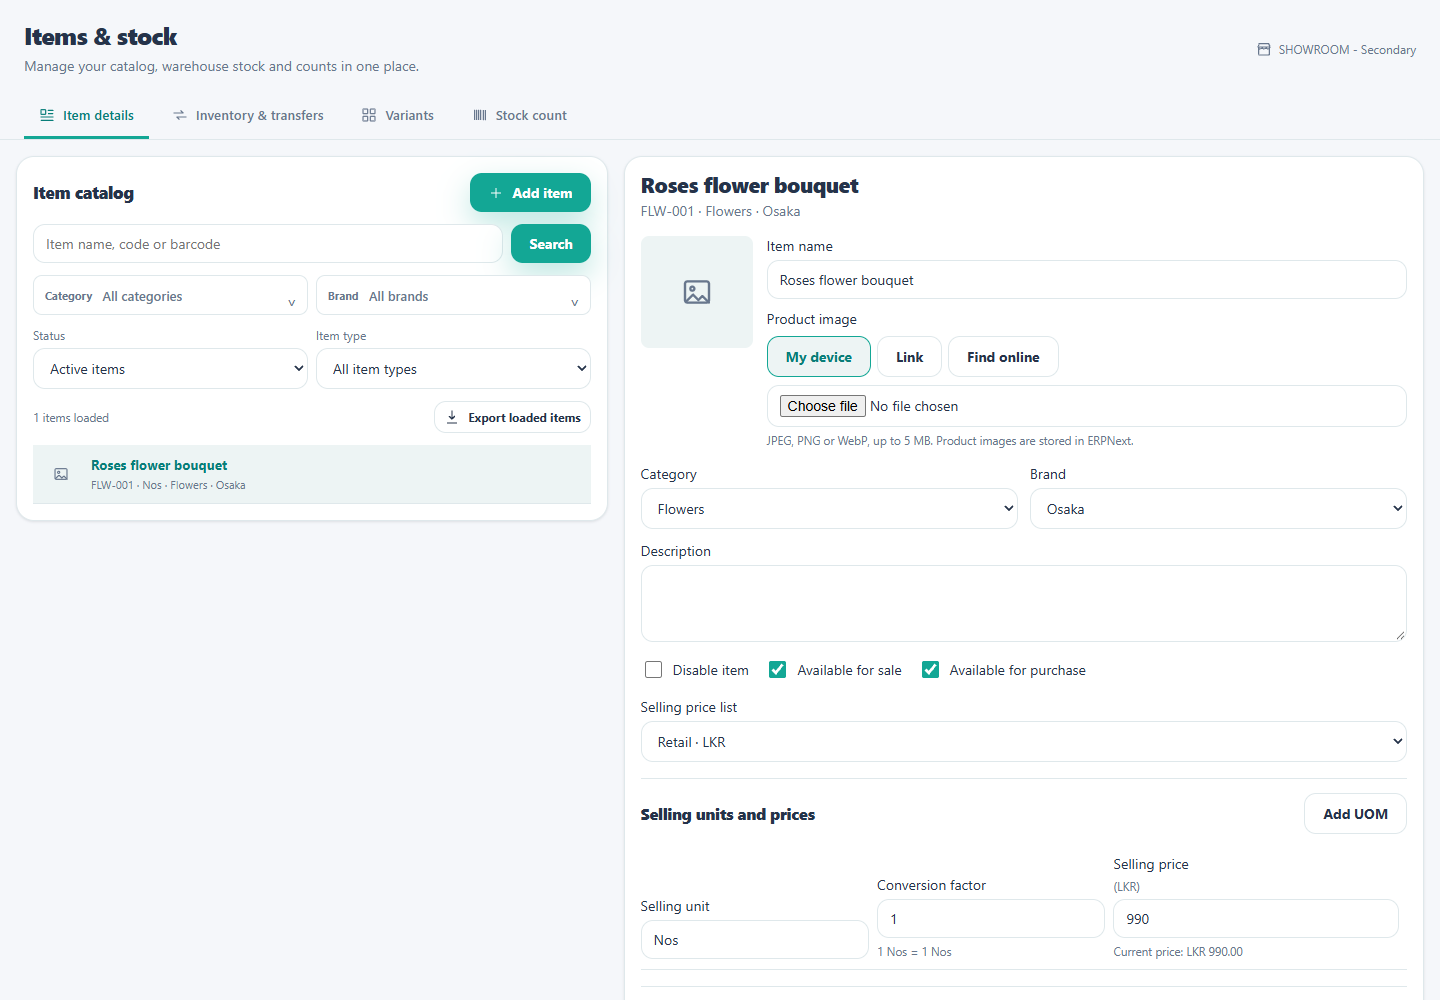 Items & stock
Manage your catalog, warehouse stock and counts in one place.
SHOWROOM - Secondary
Item details
Inventory & transfers
Variants
Stock count
Item catalog
Add item
Item name, code or barcode
Search
Category All categories
Brand All brands
Status
Item type
Active items
All item types
1 items loaded
Export loaded items
Roses flower bouquet
FLW-001 · Nos · Flowers · Osaka
Roses flower bouquet
FLW-001 · Flowers · Osaka
Item name
Roses flower bouquet
Product image
My device
Link
Find online
Choose file No file chosen
JPEG, PNG or WebP, up to 5 MB. Product images are stored in ERPNext.
Category
Brand
Flowers
Osaka
Description
Disable item
Available for sale
Available for purchase
Selling price list
Retail · LKR
Selling units and prices
Add UOM
Selling unit
Nos
Conversion factor
1
1 Nos = 1 Nos
Selling price
(LKR)
990
Current price: LKR 990.00